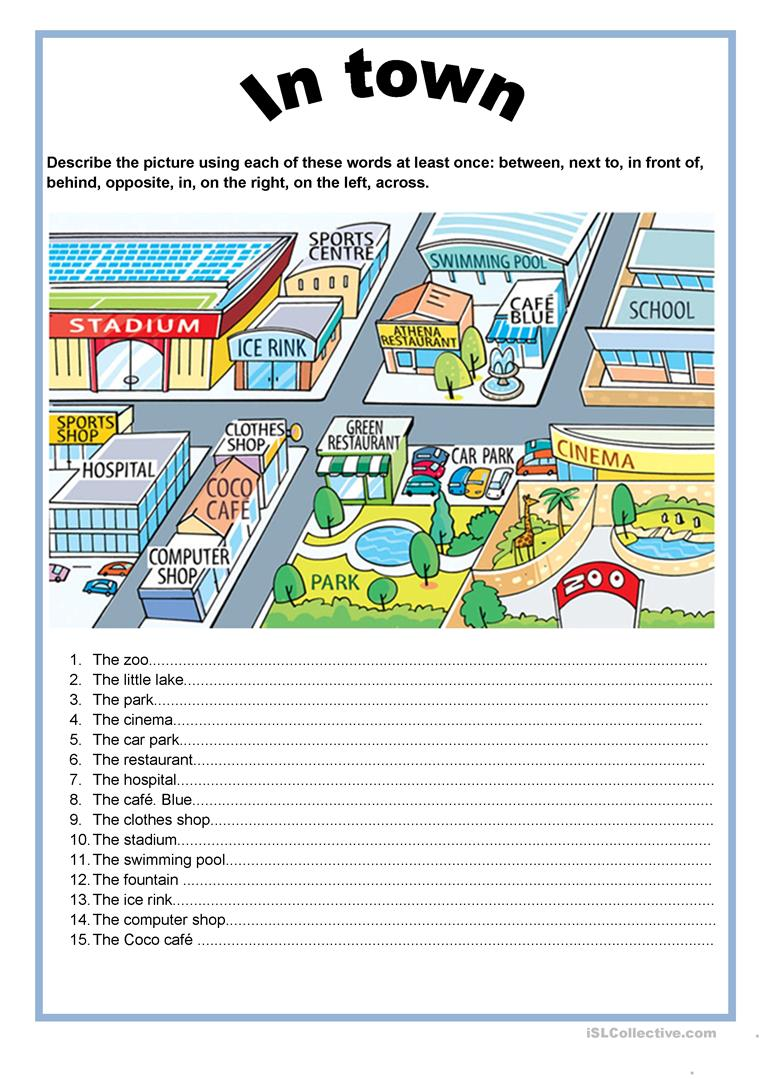 In town
Describe the picture using each of these words at least once: between, next to, in front of,
behind, opposite, in, on the right, on the left, across.
SPORTS
CENTRE
SWIMMING POOL
CAFÉ
BLUE
SCHOOL
STADIUM
ICE RINK
ATHENA
RESTAURANT
SPORTS
SHOP
HOSPITAL
CLOTHES
SHOP
COCO
CAFÉ
COMPUTER
SHOP
GREEN
RESTAURANT
CAR PARK
CINEMA
PARK
ZOO
1. The zoo....................................................................................................................................
2. The little lake............................................................................................................................
3. The park...................................................................................................................................
4. The cinema.............................................................................................................................
5. The car park............................................................................................................................
6. The restaurant.........................................................................................................................
7. The hospital..............................................................................................................................
8. The café. Blue..........................................................................................................................
9. The clothes shop......................................................................................................................
10. The stadium.............................................................................................................................
11. The swimming pool..................................................................................................................
12. The fountain ............................................................................................................................
13. The ice rink...............................................................................................................................
14. The computer shop...................................................................................................................
15. The Coco café .........................................................................................................................
iSLCollective.com